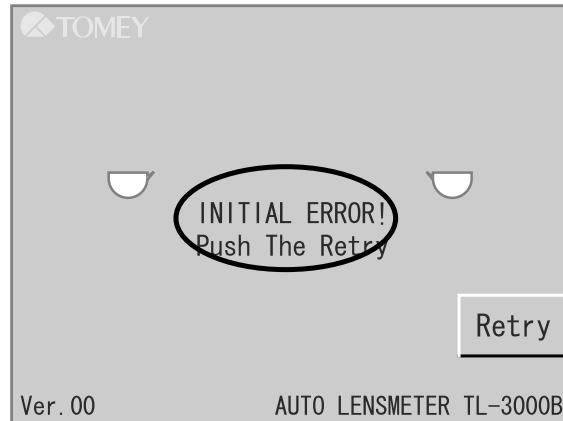 TOMEY
INITIAL ERROR!
Push The Retry
Retry
Ver.00
AUTO LENSMETER TL-3000B